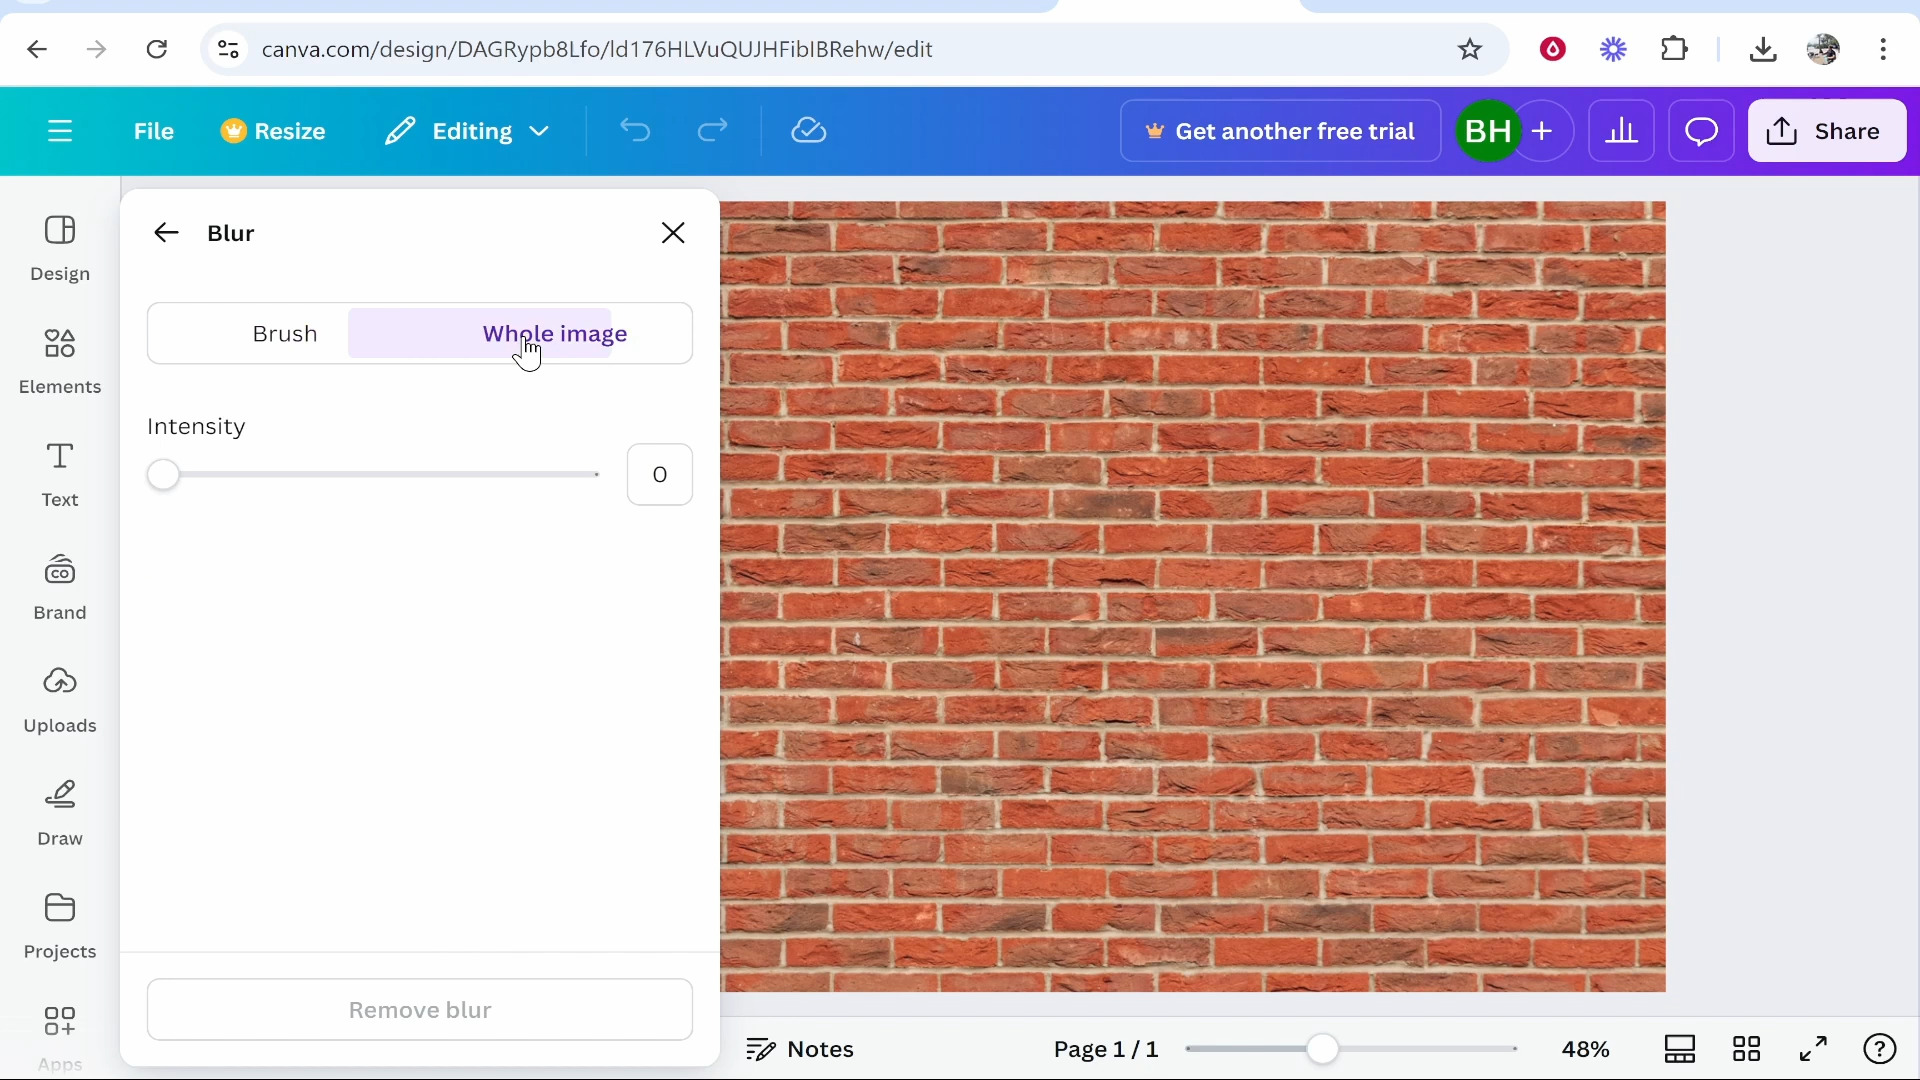 canva.com/design/DAGRypb8Lfo/ld176HLVuQUJHFibIBRehw/edit
File
Resize
Editing
Get another free trial
BH
Share
Design
Elements
Text
Brand
Uploads
Draw
Projects
Apps
Blur
Brush
Whole image
Intensity
0
Remove blur
Notes
Page 1 / 1
48%